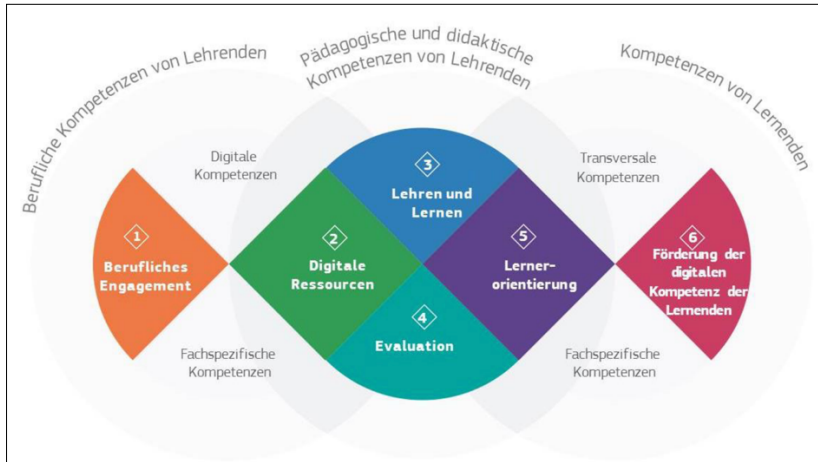 Berufliche Kompetenzen von Lehrenden
Pädagogische und didaktische
Kompetenzen von Lehrenden
Kompetenzen von Lernenden
Digitale
Kompetenzen
Transversale
Kompetenzen
1
Berufliches
Engagement
2
Digitale
Ressourcen
3
Lehren und
Lernen
4
Evaluation
5
Lerner-
orientierung
6
Förderung der
digitalen
Kompetenz der
Lernenden
Fachspezifische
Kompetenzen
Fachspezifische
Kompetenzen